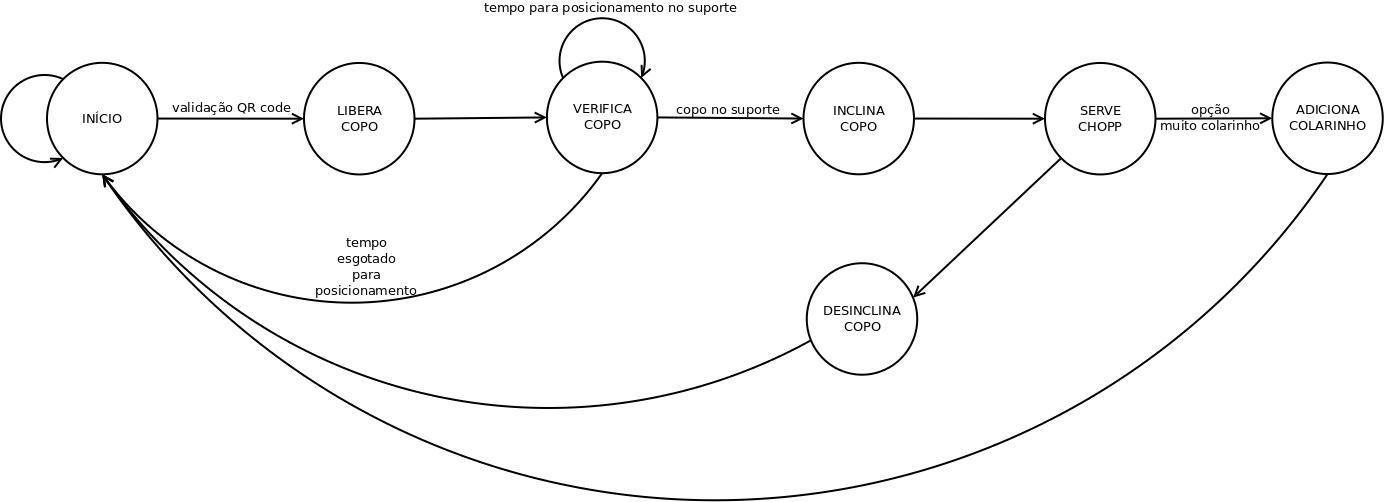 tempo para posicionamento no suporte
INÍCIO
validação QR code
LIBERA
COPO
VERIFICA
COPO
copo no suporte
INCLINA
COPO
SERVE
CHOPP
opção
muito colarinho
ADICIONA
COLARINHO
tempo
esgotado
para
posicionamento
DESINCLINA
COPO